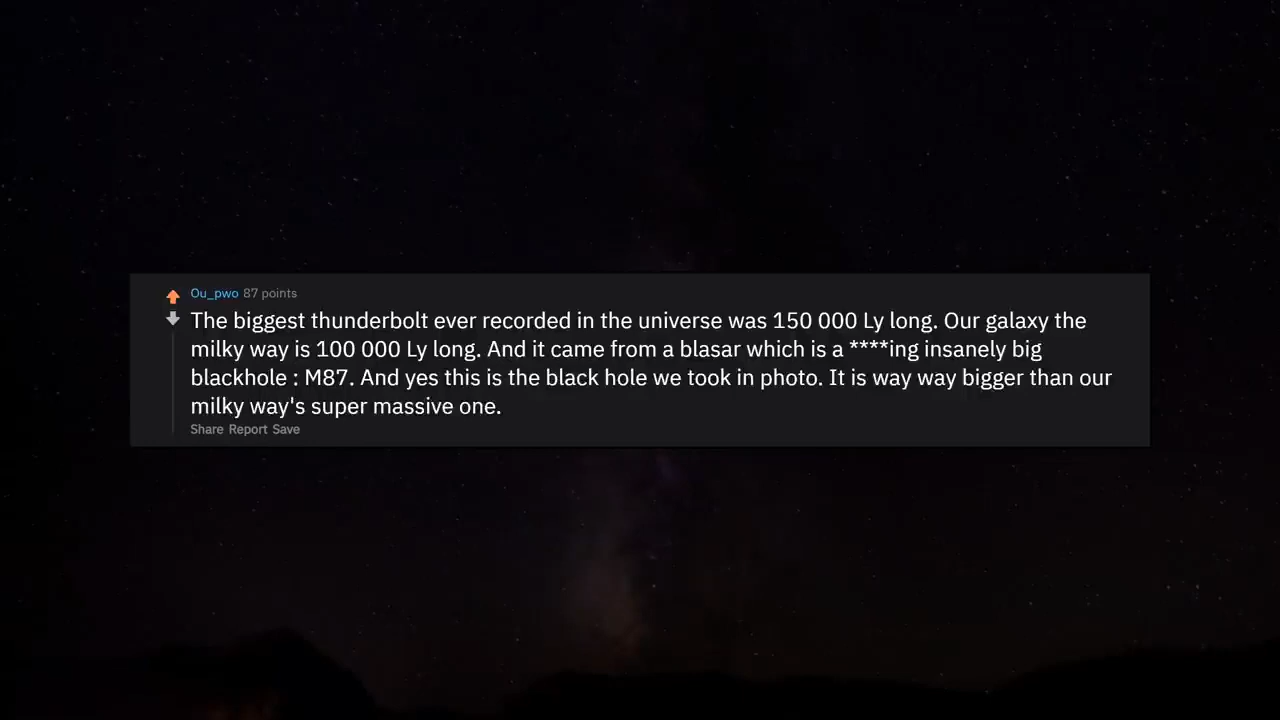 Ou_pwo 87 points
The biggest thunderbolt ever recorded in the universe was 150 000 Ly long. Our galaxy the
milky way is 100 000 Ly long. And it came from a blasar which is a ****ing insanely big
blackhole : M87. And yes this is the black hole we took in photo. It is way way bigger than our
milky way's super massive one.
Share Report Save